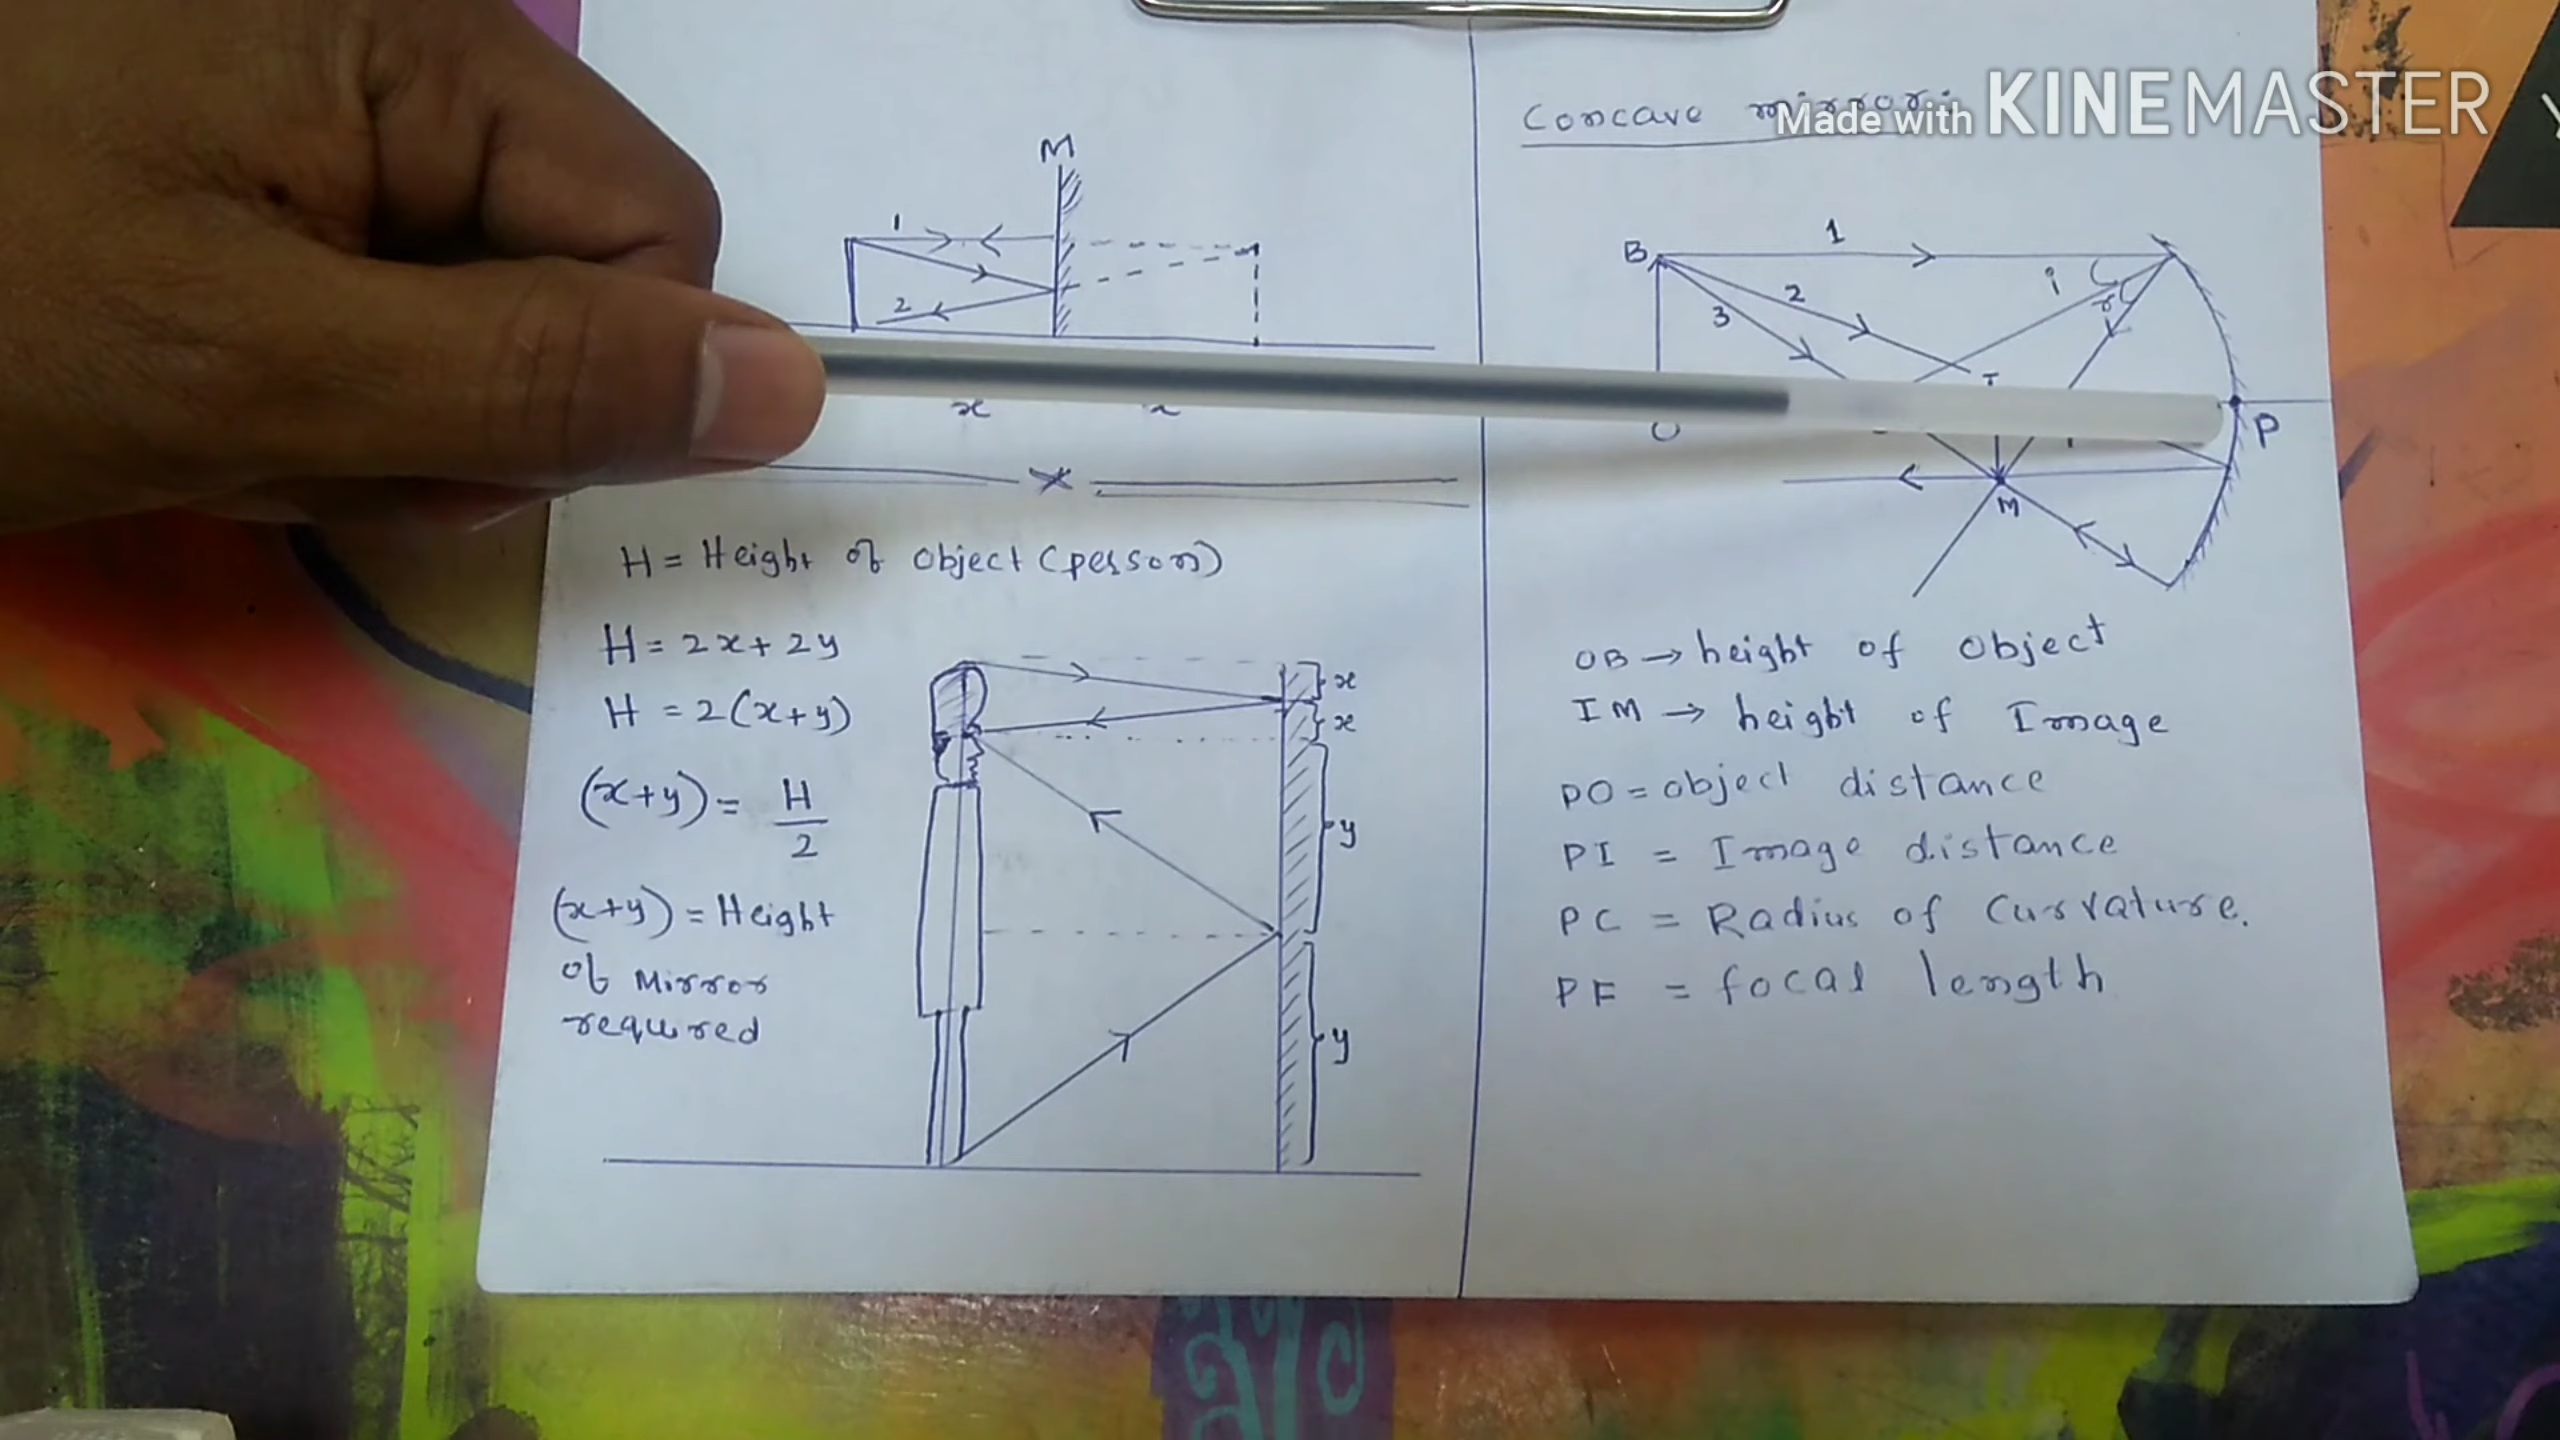 Made with KINEMASTER
M
1
2
x
x
H = Height of object (person)
H = 2x + 2y
H = 2(x+y)
(x+y) = H/2
(x+y) = Height
of Mirror
required
x
x
y
y
Concave mirror:
B
1
2
3
i
r
I
O
P
M
OB → height of object
IM → height of Image
PO = object distance
PI = Image distance
PC = Radius of Curvature.
PF = focal length